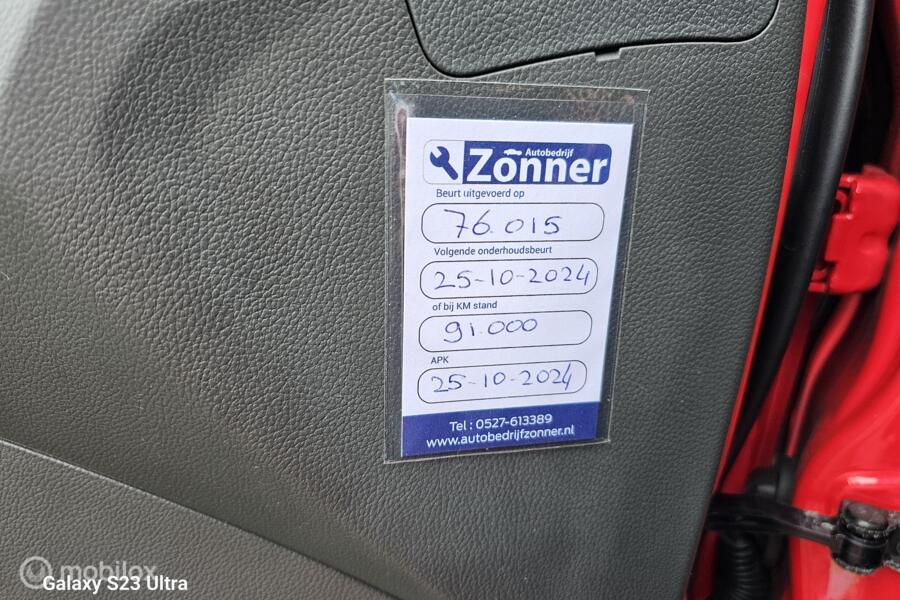 Autobedrijf
Zonner
Beurt uitgevoerd op
76.015
Volgende onderhoudsbeurt
25-10-2024
of bij KM stand
91.000
APK
25-10-2024
Tel : 0527-613389
www.autobedrijfzonner.nl
mobilox
Galaxy S23 Ultra